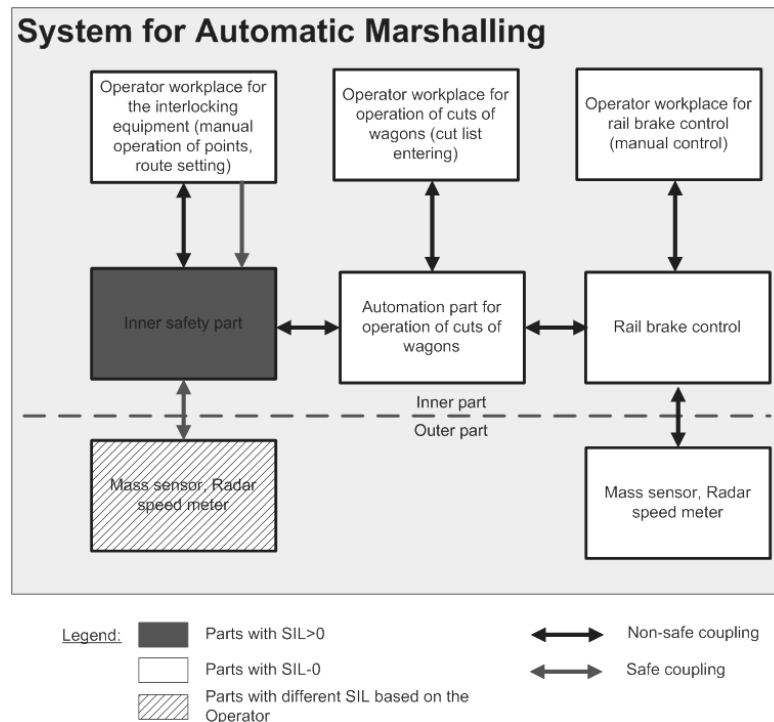 System for Automatic Marshalling
Operator workplace for
the interlocking
equipment (manual
operation of points,
route setting)
Operator workplace for
operation of cuts of
wagons (cut list
entering)
Operator workplace for
rail brake control
(manual control)
Inner safety part
Automation part for
operation of cuts of
wagons
Rail brake control
Inner part
Outer part
Mass sensor, Radar
speed meter
Mass sensor, Radar
speed meter
Legend:
Parts with SIL>0
Non-safe coupling
Parts with SIL-0
Safe coupling
Parts with different SIL based on the
Operator